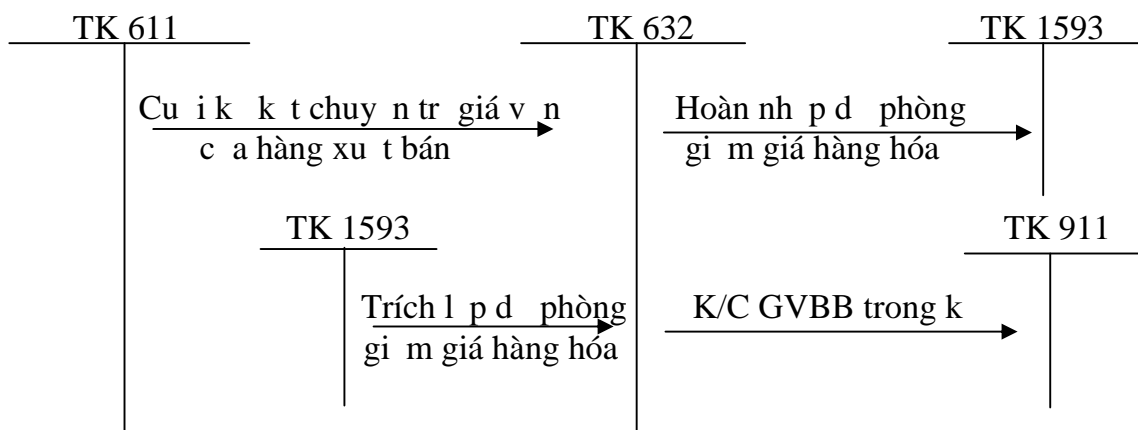 TK 611
TK 632
TK 1593
Cu i k k t chuy n tr giá v n
c a hàng xu t bán
Hoàn nh p d phòng
gi m giá hàng hóa
TK 1593
TK 911
Trích l p d phòng
gi m giá hàng hóa
K/C GVBB trong k